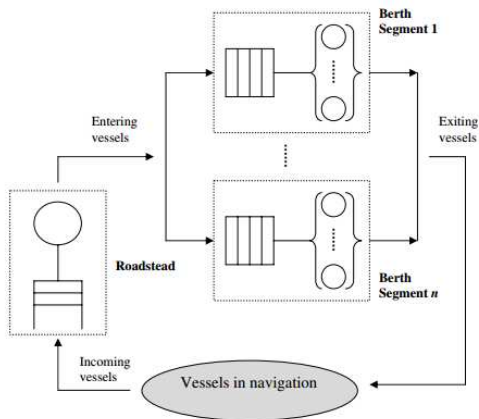 Berth
Segment 1
Entering
vessels
Exiting
vessels
Roadstead
Berth
Segment n
Incoming
vessels
Vessels in navigation